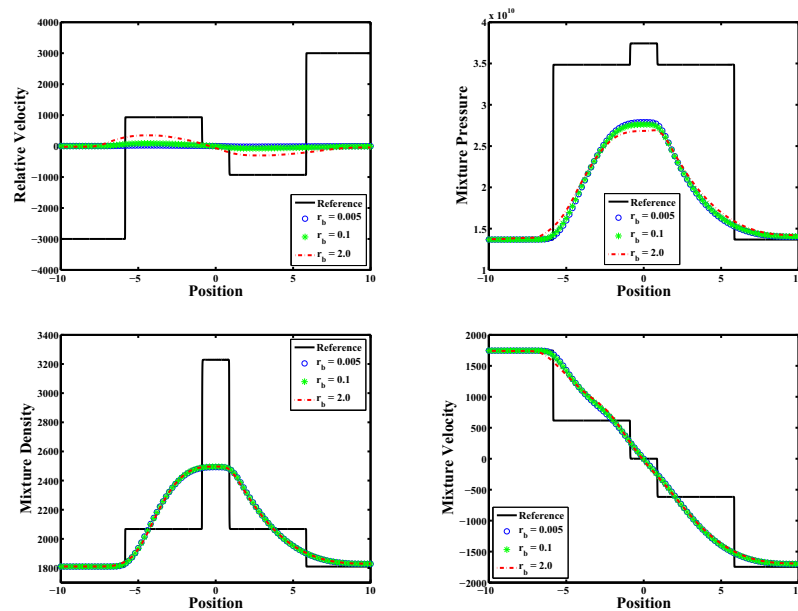 4000
3000
2000
1000
0
−1000
−2000
−3000
−4000
Relative Velocity
−10 −5 0 5 10
Position
Reference
r_b = 0.005
r_b = 0.1
r_b = 2.0
x 10^10
4
3.5
3
2.5
2
1.5
1
Mixture Pressure
−10 −5 0 5 10
Position
Reference
r_b = 0.005
r_b = 0.1
r_b = 2.0
3400
3200
3000
2800
2600
2400
2200
2000
1800
Mixture Density
−10 −5 0 5 10
Position
Reference
r_b = 0.005
r_b = 0.1
r_b = 2.0
2000
1500
1000
500
0
−500
−1000
−1500
−2000
Mixture Velocity
−10 −5 0 5 10
Position
Reference
r_b = 0.005
r_b = 0.1
r_b = 2.0